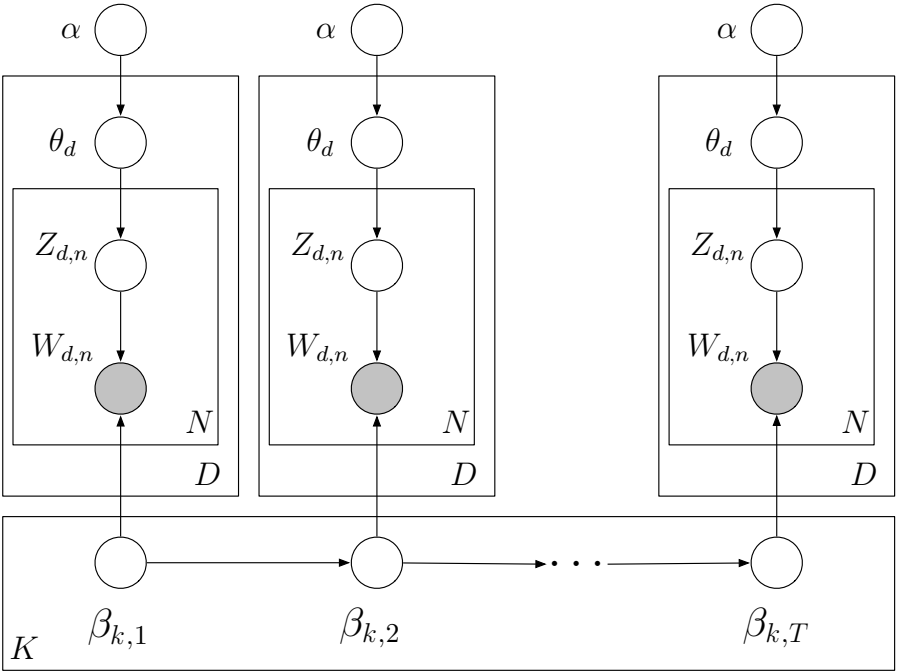 α α α
θ_d θ_d θ_d
Z_{d,n} Z_{d,n} Z_{d,n}
W_{d,n} W_{d,n} W_{d,n}
N N N
D D D
· · ·
β_{k,1} β_{k,2} β_{k,T}
K